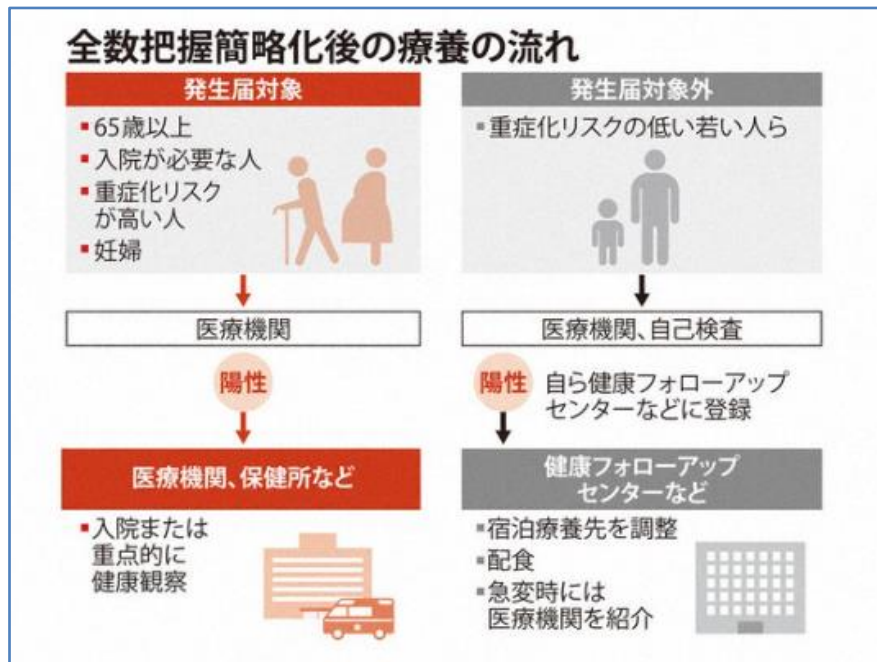 全数把握簡略化後の療養の流れ
発生届対象
▪65歳以上
▪入院が必要な人
▪重症化リスク
が高い人
▪妊婦
医療機関
陽性
医療機関、保健所など
▪入院または
重点的に
健康観察
発生届対象外
▪重症化リスクの低い若い人ら
医療機関、自己検査
陽性
自ら健康フォローアップ
センターなどに登録
健康フォローアップ
センターなど
▪宿泊療養先を調整
▪配食
▪急変時には
医療機関を紹介